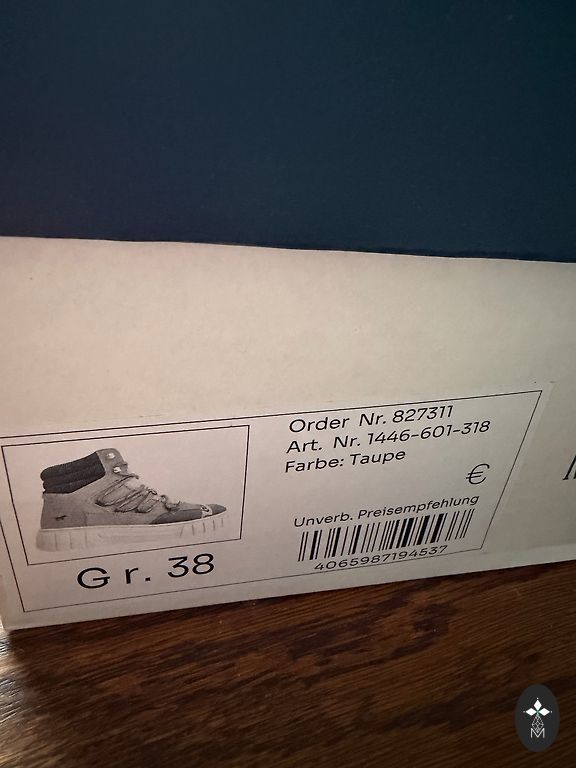 Order Nr. 827311
Art. Nr. 1446-601-318
Farbe: Taupe
€
Unverb. Preisempfehlung
4065987194537
Gr. 38
M